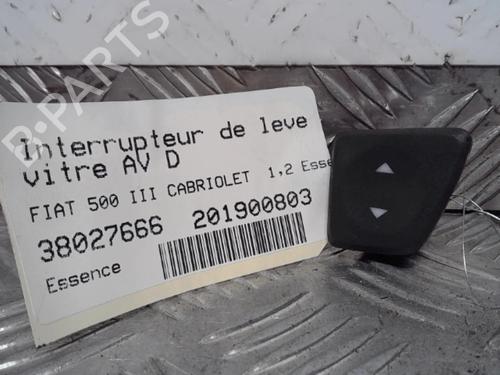 B-PARTS
Interrupteur de leve
vitre AV D
FIAT 500 III CABRIOLET 1,2 Esse
38027666 201900803
Essence